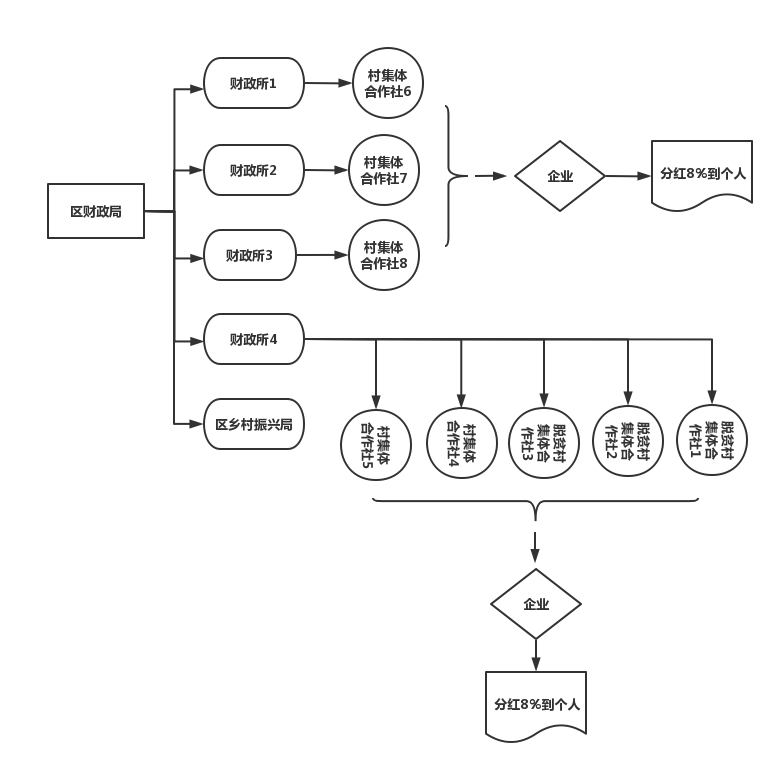 财政所1
村集体
合作社6
财政所2
村集体
合作社7
企业
分红8%到个人
区财政局
财政所3
村集体
合作社8
财政所4
区乡村振兴局
村集体
合作社5
村集体
合作社4
脱贫村
集体合
作社3
脱贫村
集体合
作社2
脱贫村
集体合
作社1
企业
分红8%到个人